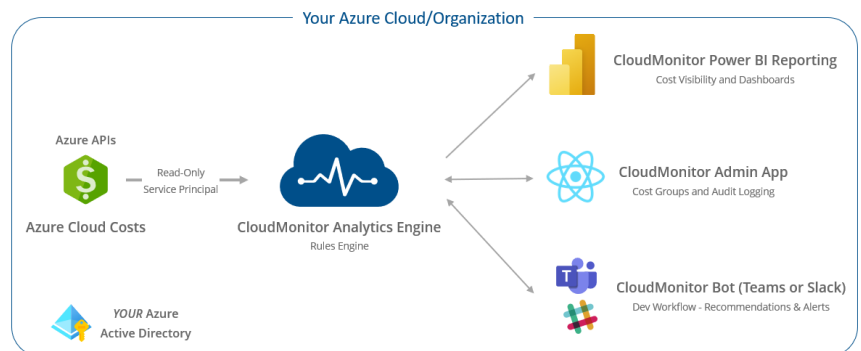 Your Azure Cloud/Organization
CloudMonitor Power BI Reporting
Cost Visibility and Dashboards
Azure APIs
$
Read-Only
Service Principal
Azure Cloud Costs
CloudMonitor Analytics Engine
Rules Engine
CloudMonitor Admin App
Cost Groups and Audit Logging
T
CloudMonitor Bot (Teams or Slack)
Dev Workflow - Recommendations & Alerts
YOUR Azure
Active Directory